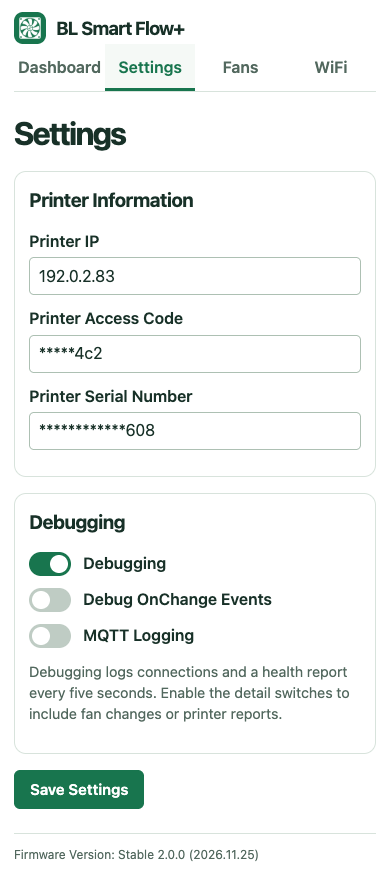 BL Smart Flow+
Dashboard
Settings
Fans
WiFi
Settings
Printer Information
Printer IP
192.0.2.83
Printer Access Code
*****4c2
Printer Serial Number
************608
Debugging
Debugging
Debug OnChange Events
MQTT Logging
Debugging logs connections and a health report
every five seconds. Enable the detail switches to
include fan changes or printer reports.
Save Settings
Firmware Version: Stable 2.0.0 (2026.11.25)